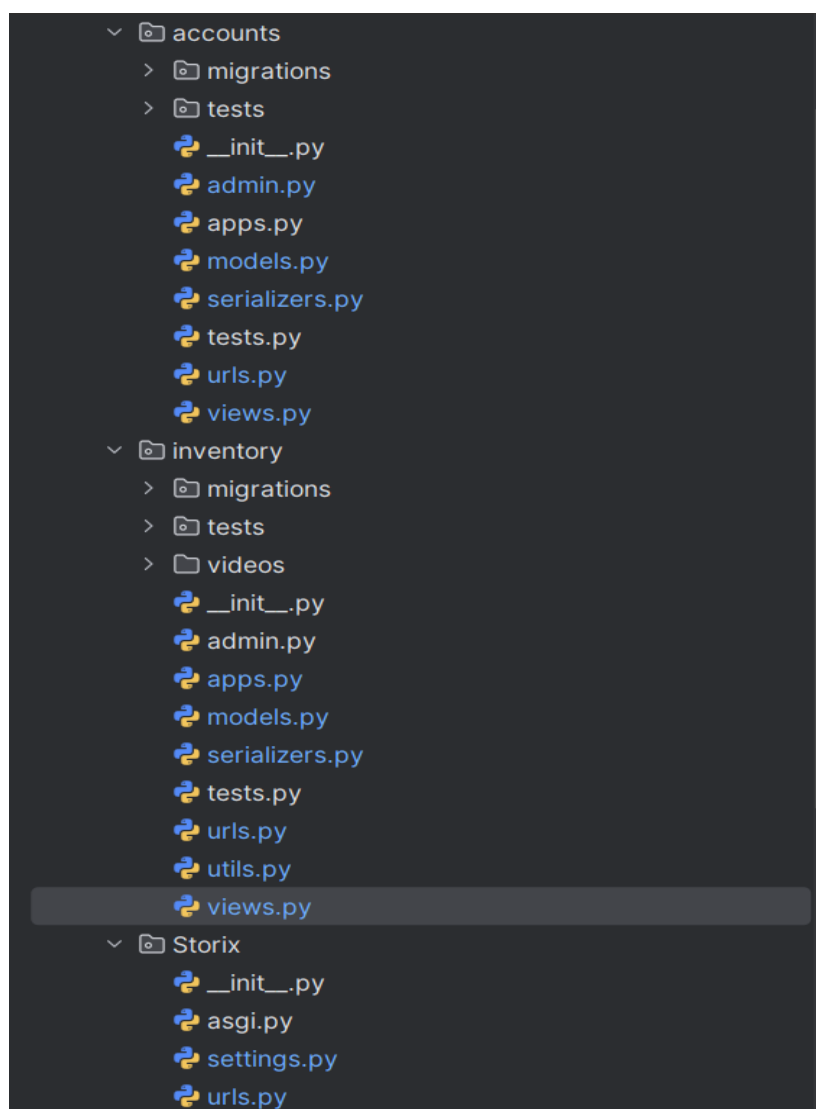 accounts
migrations
tests
__init__.py
admin.py
apps.py
models.py
serializers.py
tests.py
urls.py
views.py
inventory
migrations
tests
videos
__init__.py
admin.py
apps.py
models.py
serializers.py
tests.py
urls.py
utils.py
views.py
Storix
__init__.py
asgi.py
settings.py
urls.py